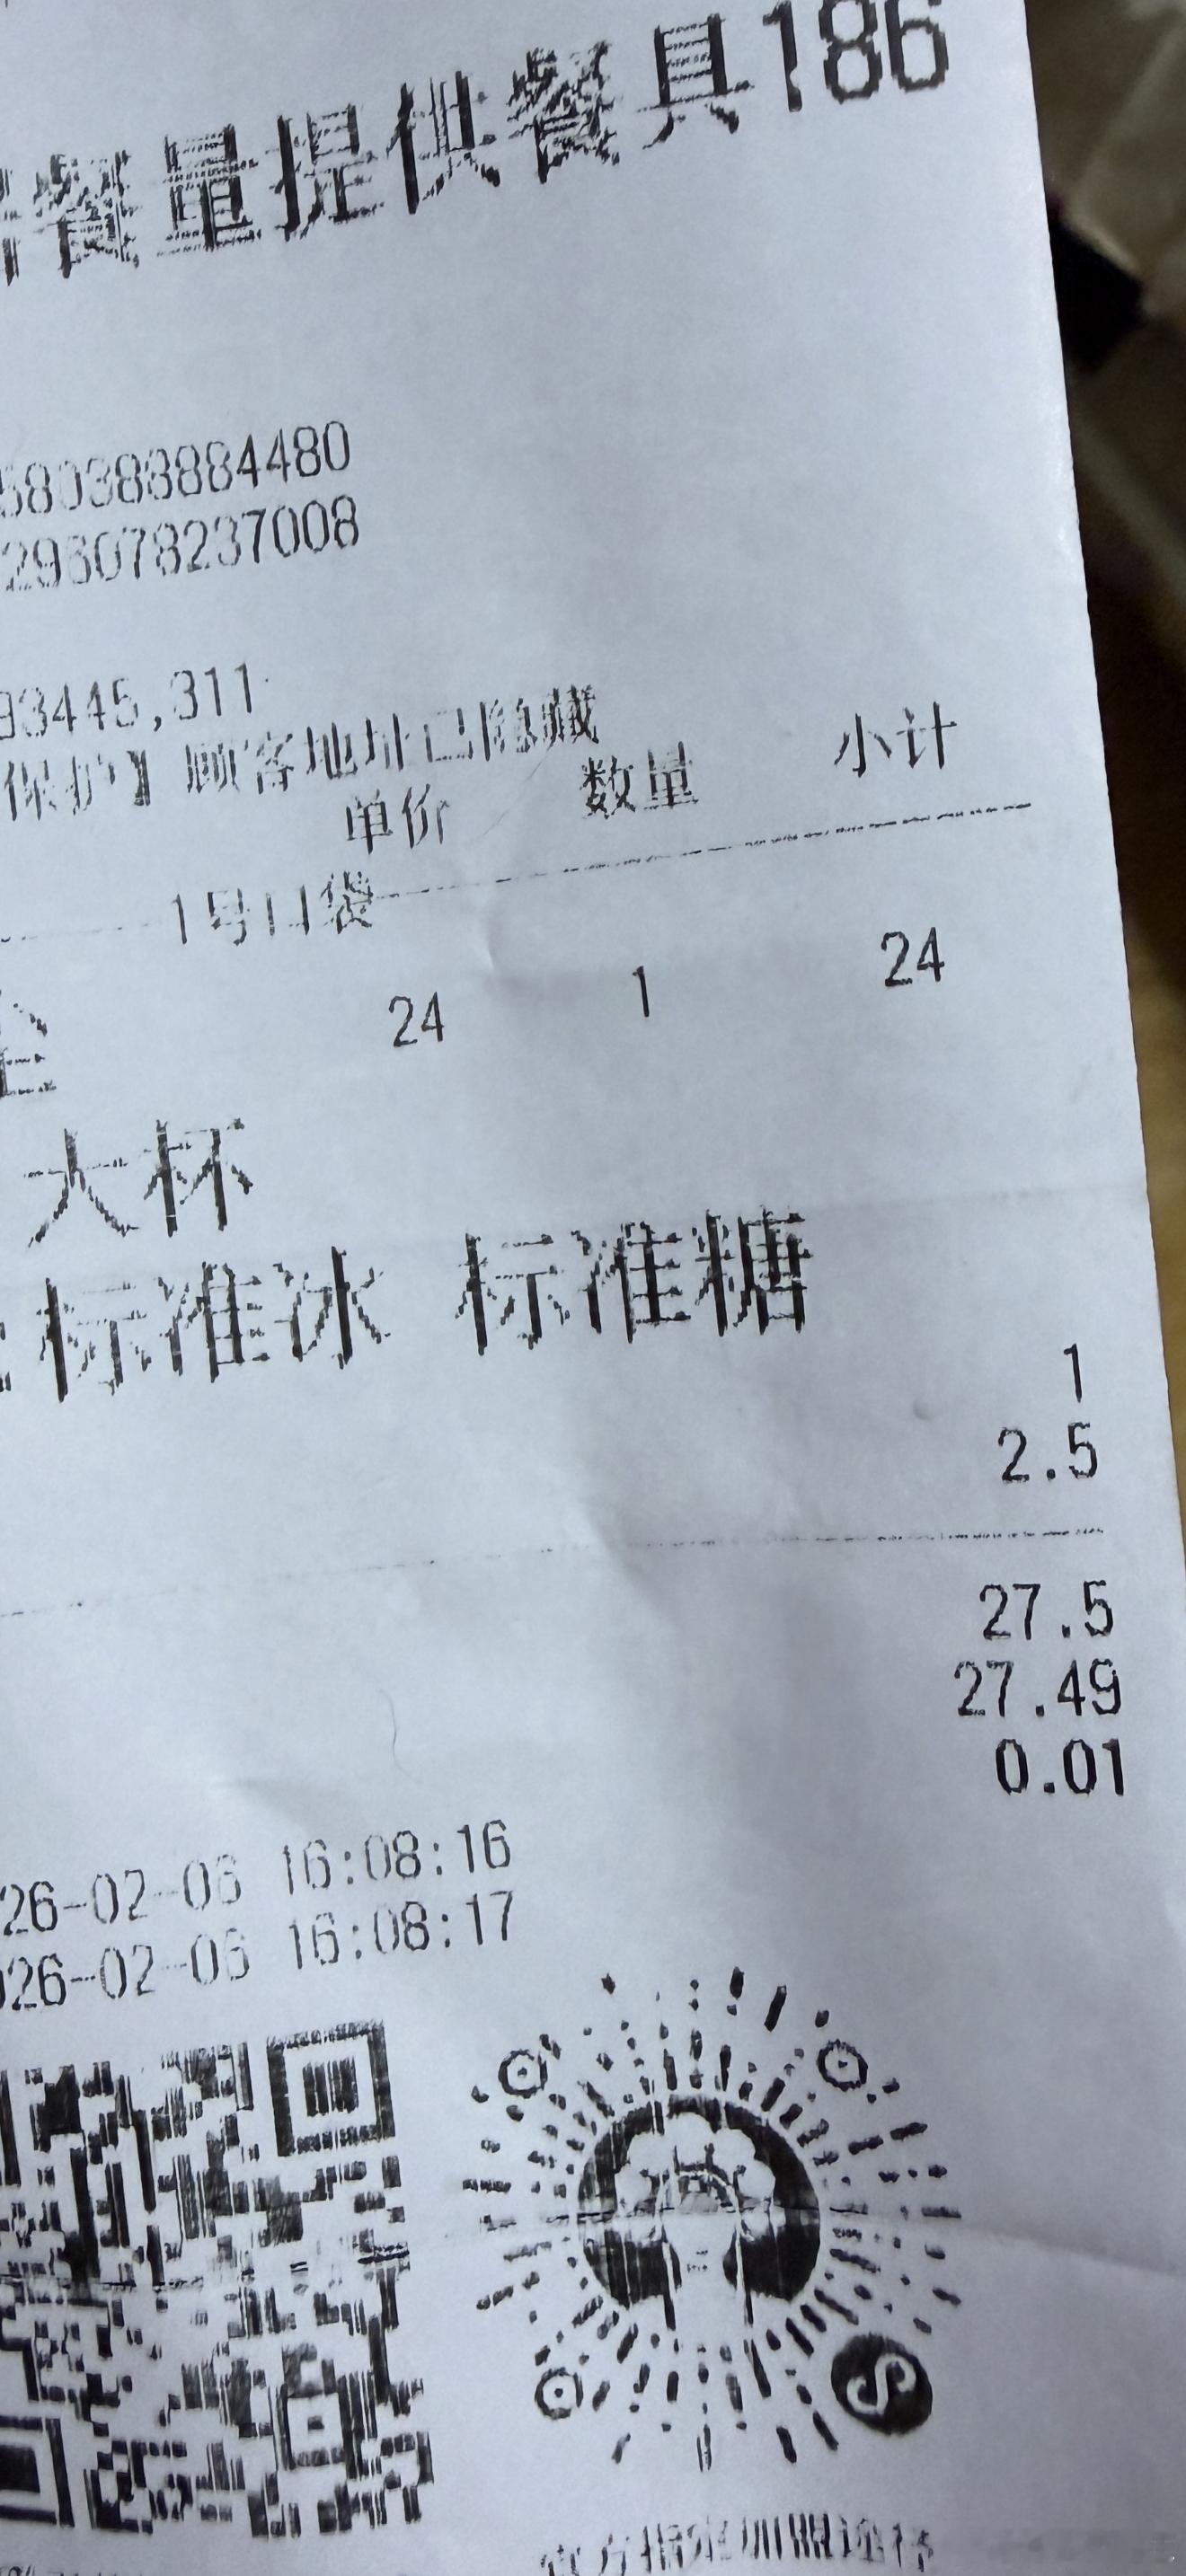 餐量提供餐具186
580388884480
296078237008
93445,311
保护】顾客地址已隐藏
单价 数量 小计
1号口袋
24 1 24
大杯
标准冰 标准糖
1
2.5
27.5
27.49
0.01
26-02-06 16:08:16
026-02-06 16:08:17
官方指定加盟途径